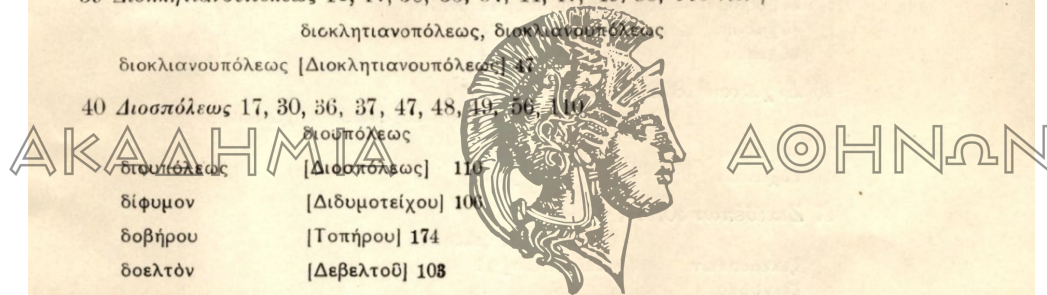 διοκλητιανοπόλεως, διοκλιανουπόλεως
διοκλιανουπόλεως [Διοκλητιανουπόλεως] 47
40 Διοσπόλεως 17, 30, 36, 37, 47, 48, 49, 56, 110
διουπόλεως
ΑΚΑΔΗΜΙΑ ΑΘΗΝΩΝ
διουπόλεως [Διοσπόλεως] 110
δίφυμον [Διδυμοτείχου] 106
δοβήρου [Τοπήρου] 174
δοελτὸν [Δεβελτοῦ] 103